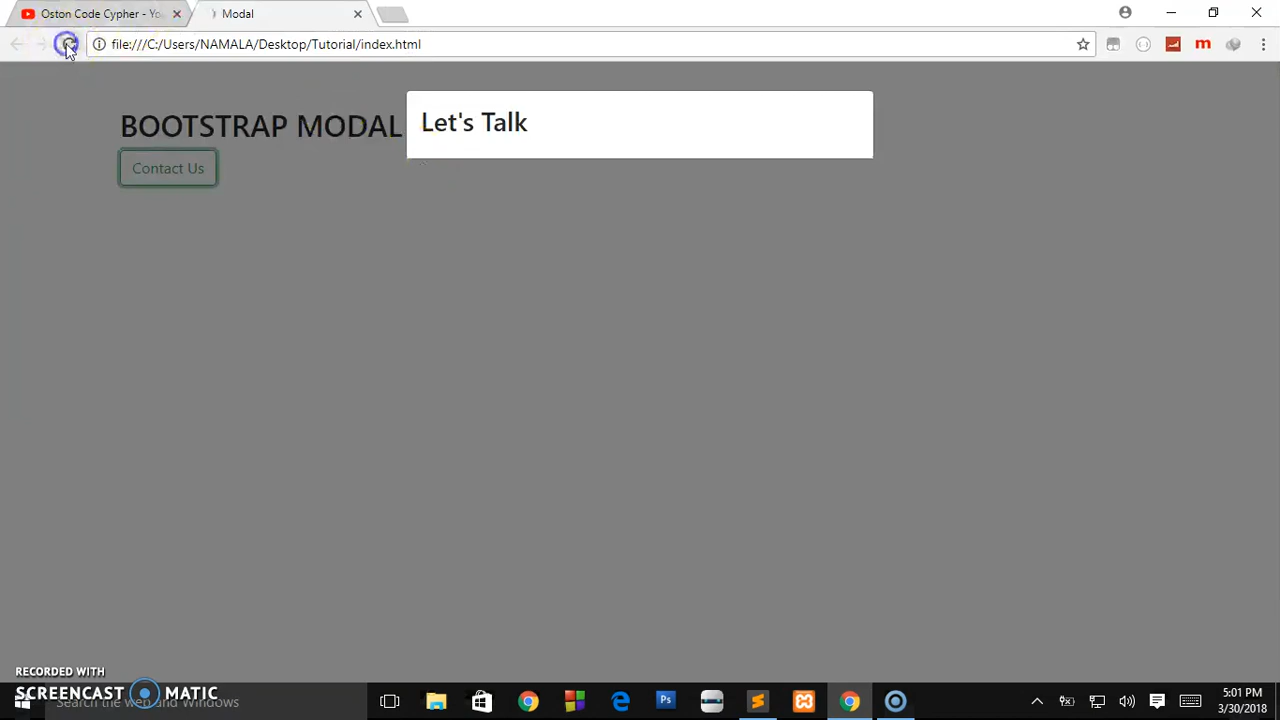 Oston Code Cypher - Yo
Modal
file:///C:/Users/NAMALA/Desktop/Tutorial/index.html
m
BOOTSTRAP MODAL
Let's Talk
Contact Us
RECORDED WITH
SCREENCAST MATIC
Search the web and Windows
Ps
5:01 PM
3/30/2018